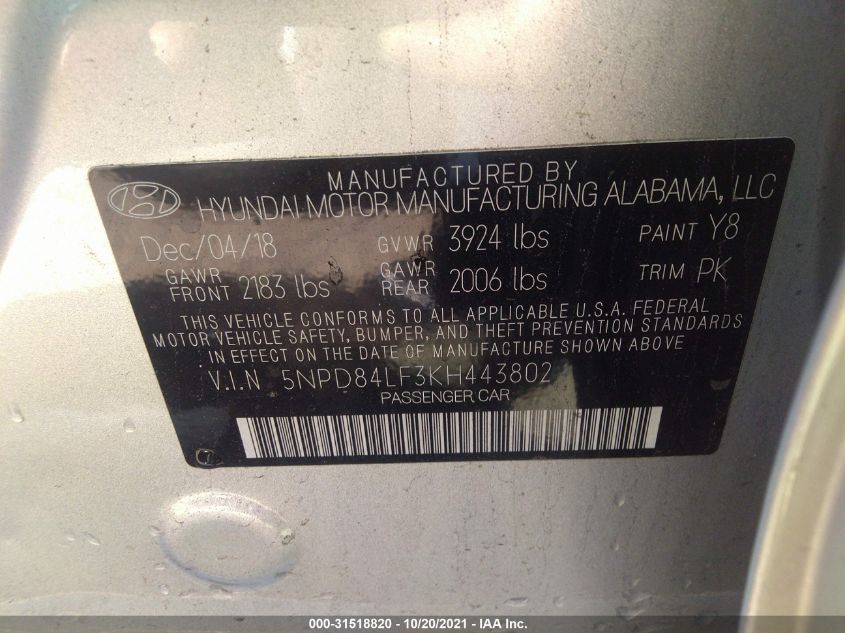 MANUFACTURED BY
HYUNDAI MOTOR MANUFACTURING ALABAMA, LLC
Dec/04/18 GVWR 3924 lbs PAINT Y8
GAWR FRONT 2183 lbs GAWR REAR 2006 lbs TRIM PK
THIS VEHICLE CONFORMS TO ALL APPLICABLE U.S.A. FEDERAL
MOTOR VEHICLE SAFETY, BUMPER, AND THEFT PREVENTION STANDARDS
IN EFFECT ON THE DATE OF MANUFACTURE SHOWN ABOVE
V.I.N 5NPD84LF3KH443802
PASSENGER CAR
000-31518820 - 10/20/2021 - IAA Inc.